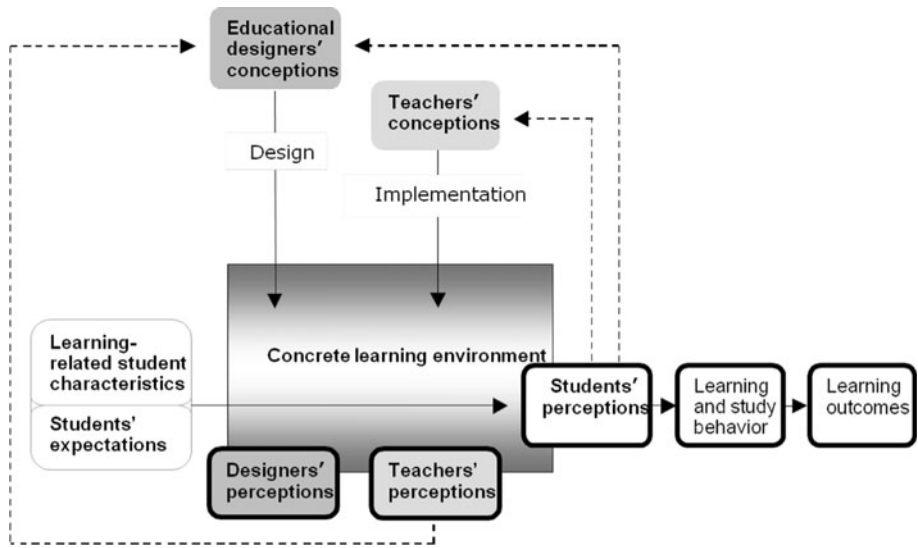 Educational
designers'
conceptions
Teachers'
conceptions
Design
Implementation
Learning-
related student
characteristics
Students'
expectations
Concrete learning environment
Students'
perceptions
Learning
and study
behavior
Learning
outcomes
Designers'
perceptions
Teachers'
perceptions